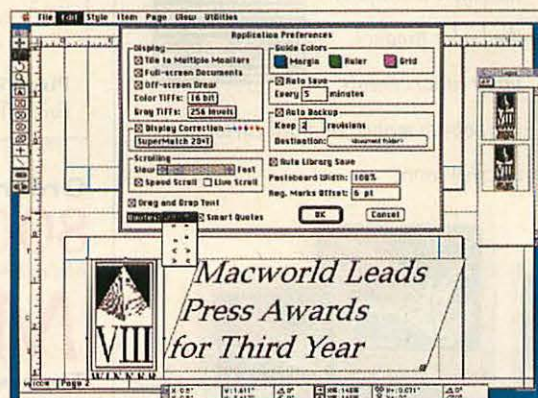 File Edit Style Item Page View Utilities
Application Preferences
Display
Tile to Multiple Monitors
Full-screen Documents
Off-screen Draw
Color TIFFs: 16 bit
Gray TIFFs: 256 levels
Display Correction
SuperMatch 20•T
Scrolling
Slow Fast
Speed Scroll Live Scroll
Drag and Drop Text
Quotes: Smart Quotes
Guide Colors
Margin Ruler Grid
Auto Save
Every 5 minutes
Auto Backup
Keep 2 revisions
Destination: <document folder>
Auto Library Save
Pasteboard Width: 100%
Reg. Marks Offset: 6 pt
OK Cancel
VIII
Macworld Leads
Press Awards
for Third Year
Page 2